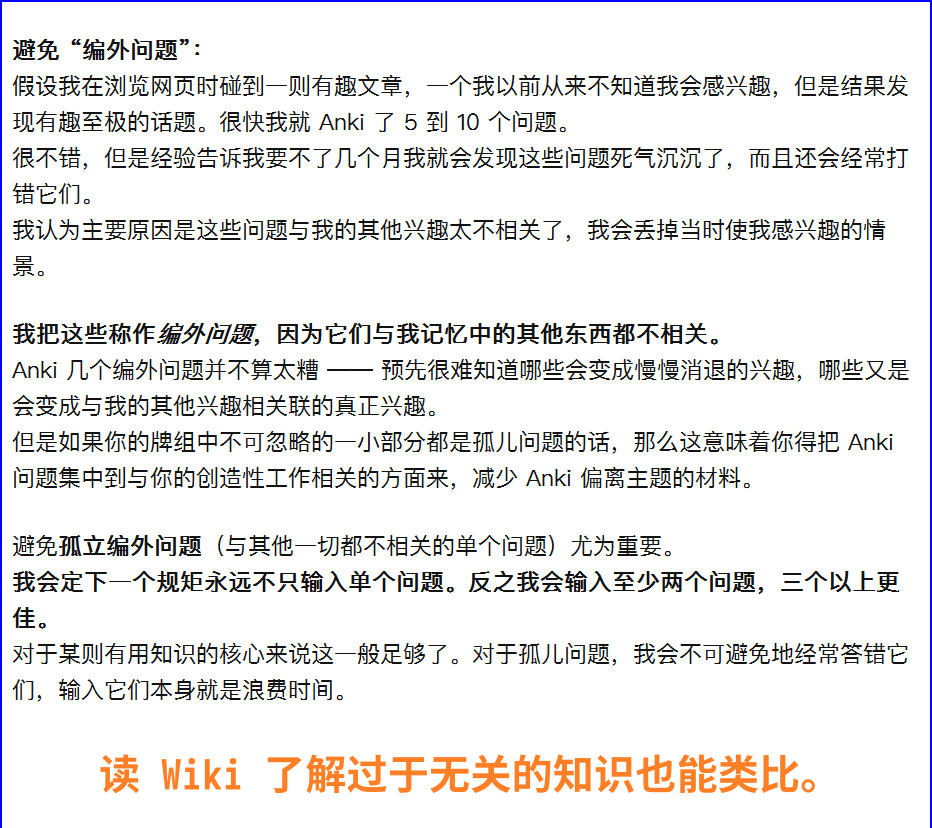 避免“编外问题”：
假设我在浏览网页时碰到一则有趣文章，一个我以前从来不知道我会感兴趣，但是结果发
现有趣至极的话题。很快我就 Anki 了 5 到 10 个问题。
很不错，但是经验告诉我要不了几个月我就会发现这些问题死气沉沉了，而且还会经常打
错它们。
我认为主要原因是这些问题与我的其他兴趣太不相关了，我会丢掉当时使我感兴趣的情
景。
我把这些称作编外问题，因为它们与我记忆中的其他东西都不相关。
Anki 几个编外问题并不算太糟 —— 预先很难知道哪些会变成慢慢消退的兴趣，哪些又是
会变成与我的其他兴趣相关联的真正兴趣。
但是如果你的牌组中不可忽略的一小部分都是孤儿问题的话，那么这意味着你得把 Anki
问题集中到与你的创造性工作相关的方面来，减少 Anki 偏离主题的材料。
避免孤立编外问题（与其他一切都不相关的单个问题）尤为重要。
我会定下一个规矩永远不只输入单个问题。反之我会输入至少两个问题，三个以上更
佳。
对于某则有用知识的核心来说这一般足够了。对于孤儿问题，我会不可避免地经常答错它
们，输入它们本身就是浪费时间。
读 Wiki 了解过于无关的知识也能类比。